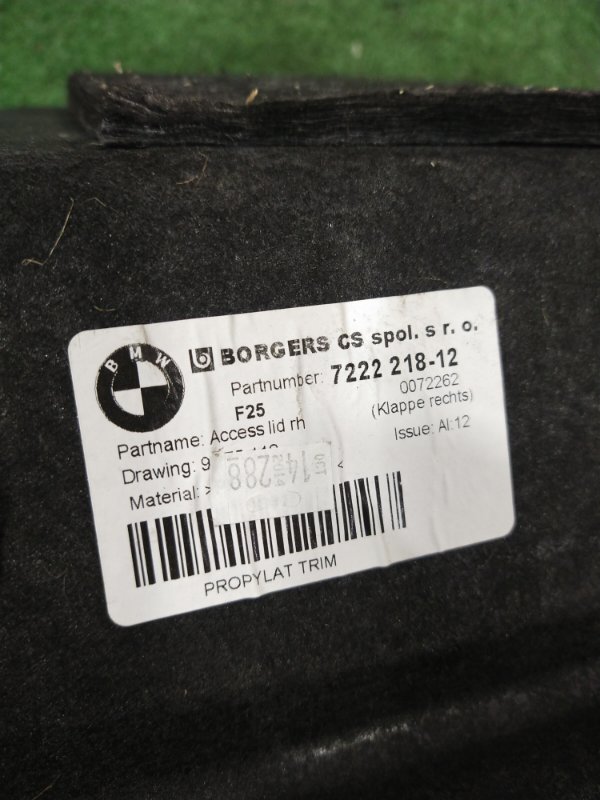 BMW
b BORGERS CS spol. s r. o.
Partnumber: 7222 218-12
F25 0072262
Partname: Access lid rh (Klappe rechts)
Drawing: 9 Issue: AI:12
Material: > <
PROPYLAT TRIM